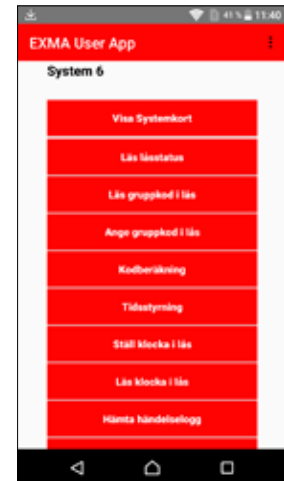 41 % 11:40
EXMA User App
System 6
Visa Systemkort
Läs låsstatus
Läs gruppkod i lås
Ange gruppkod i lås
Kodberäkning
Tidsstyrning
Ställ klocka i lås
Läs klocka i lås
Hämta händelselogg